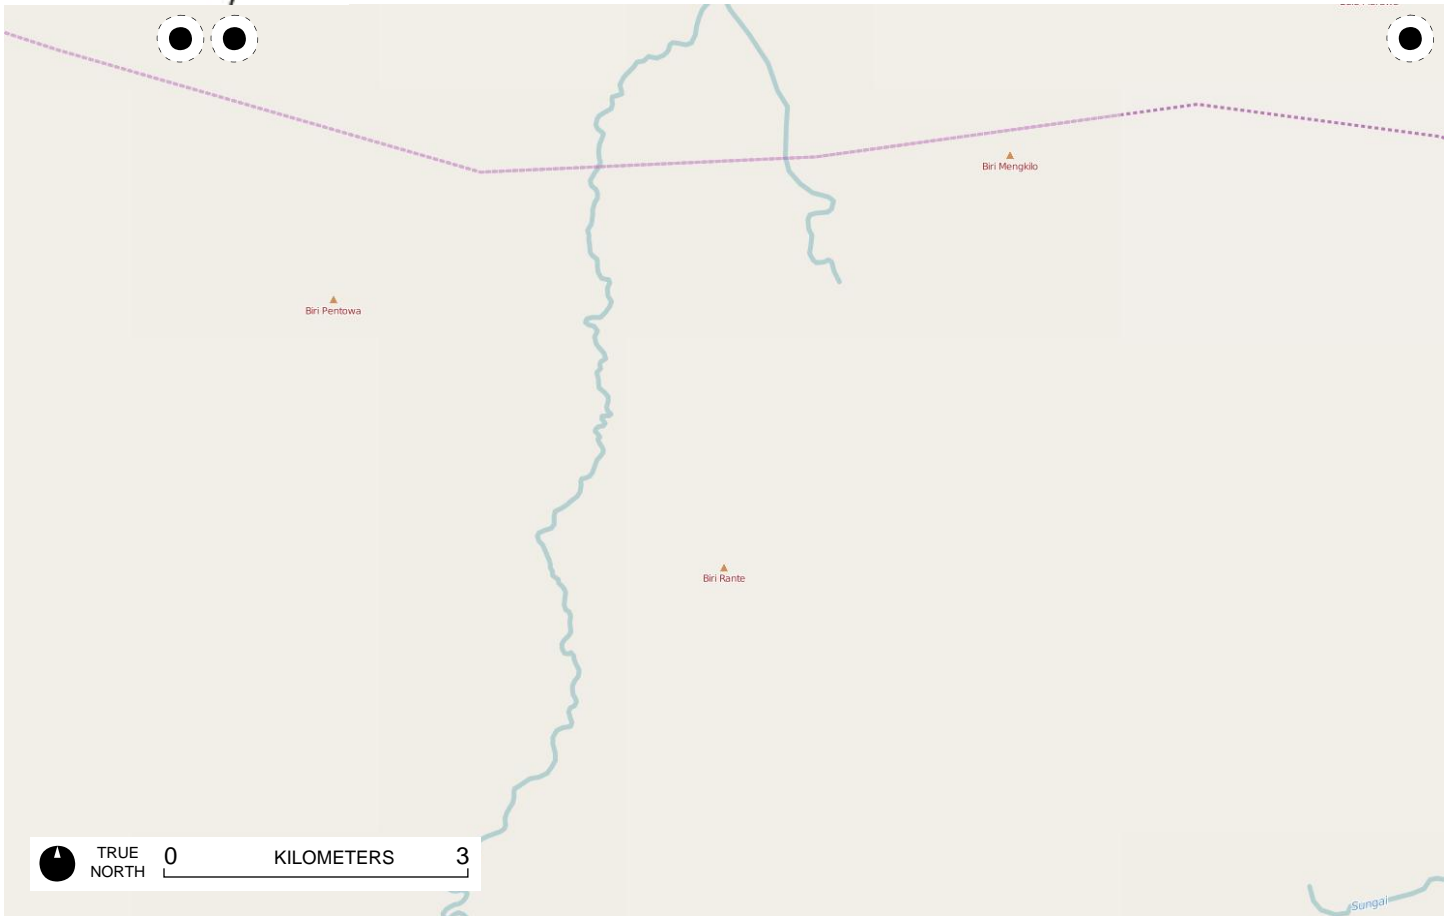 Biri Mengkilo
Biri Pentowa
Biri Rante
TRUE
NORTH
0 KILOMETERS 3
Sungai